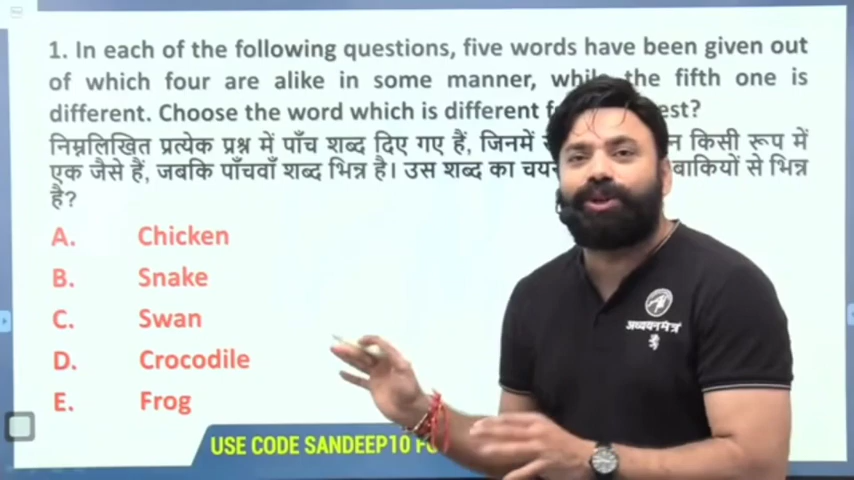 1. In each of the following questions, five words have been given out
of which four are alike in some manner, while the fifth one is
different. Choose the word which is different
निम्नलिखित प्रत्येक प्रश्न में पाँच शब्द दिए गए हैं, जिनमें किसी रूप में
एक जैसे हैं, जबकि पाँचवाँ शब्द भिन्न है। उस शब्द का बाकियों से भिन्न
है?
A. Chicken
B. Snake
C. Swan
D. Crocodile
E. Frog
अध्ययनमंत्र
USE CODE SANDEEP10